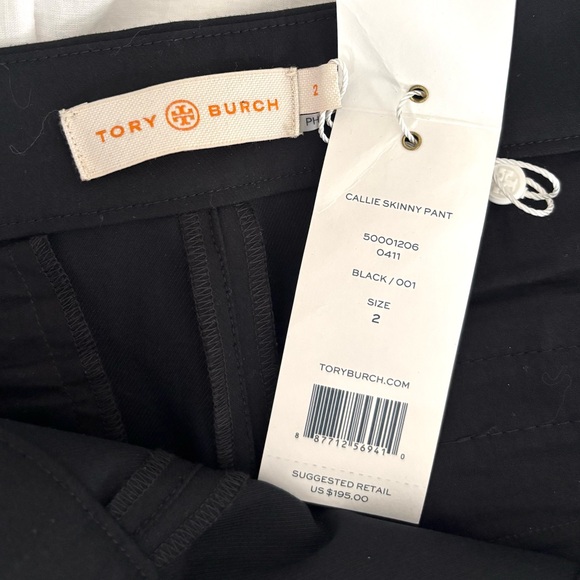 TORY BURCH
2
PH
CALLIE SKINNY PANT
50001206
0411
BLACK / 001
SIZE
2
TORYBURCH.COM
8 87712 56941 0
SUGGESTED RETAIL
US $195.00